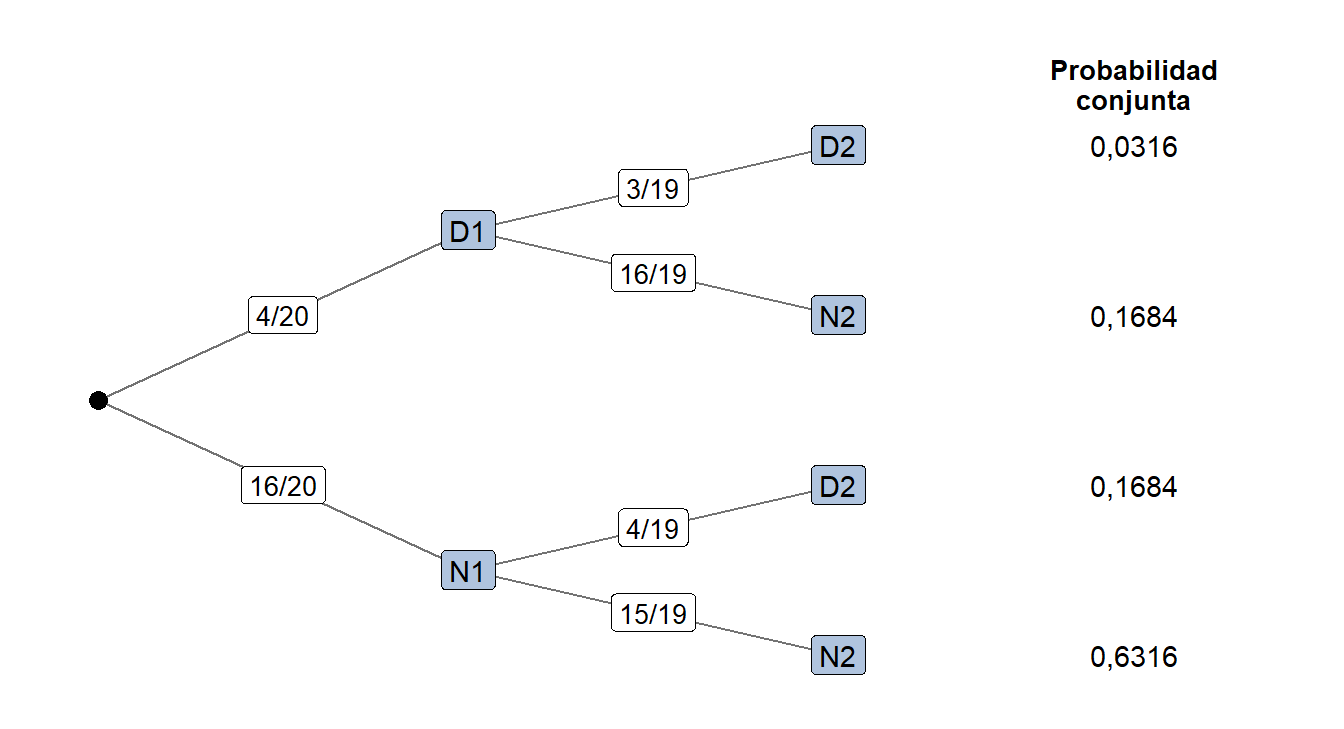 Probabilidad
conjunta
D2
0,0316
3/19
D1
16/19
4/20
N2
0,1684
16/20
D2
0,1684
4/19
N1
15/19
N2
0,6316